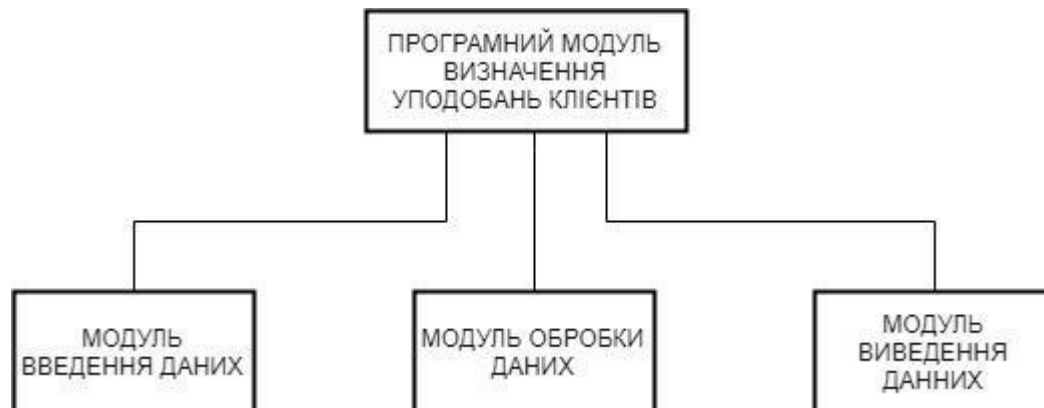 ПРОГРАМНИЙ МОДУЛЬ
ВИЗНАЧЕННЯ
УПОДОБАНЬ КЛІЄНТІВ
МОДУЛЬ
ВВЕДЕННЯ ДАНИХ
МОДУЛЬ ОБРОБКИ
ДАНИХ
МОДУЛЬ
ВИВЕДЕННЯ
ДАННИХ